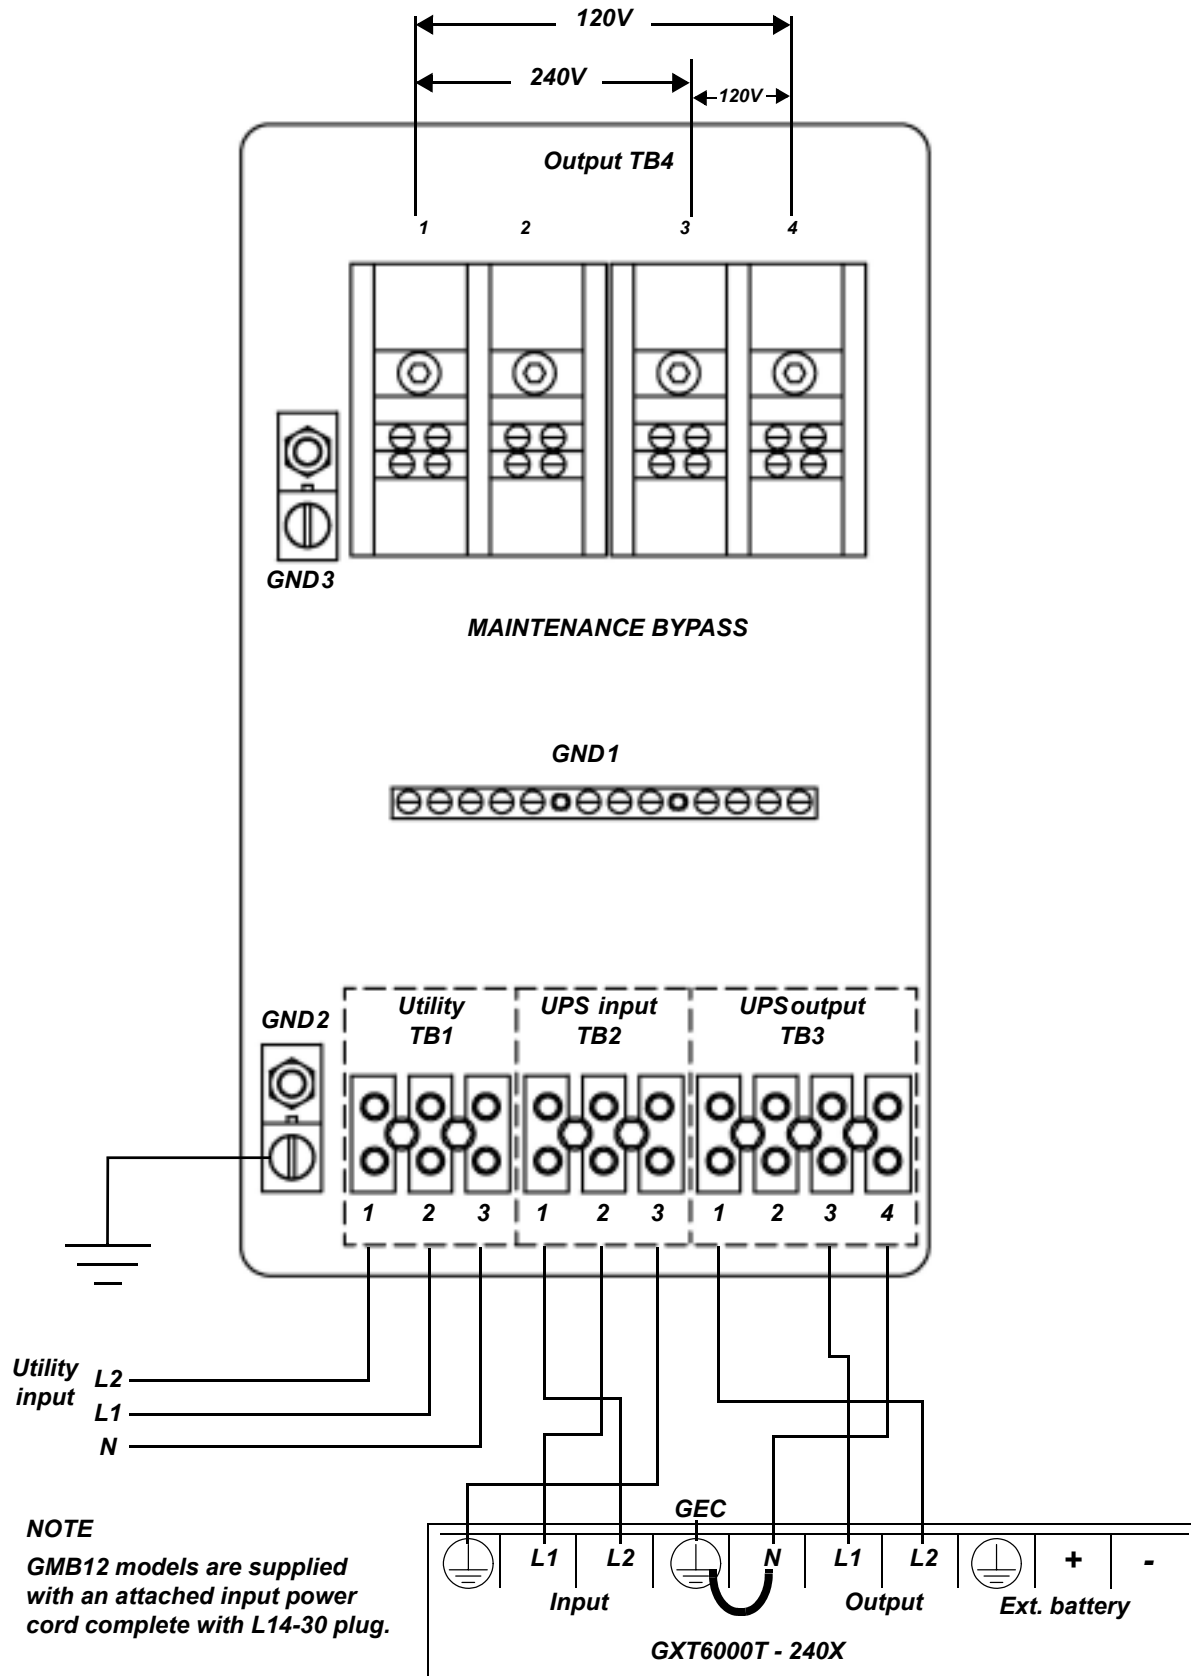 120V
240V
120V
Output TB4
1 2 3 4
GND3
MAINTENANCE BYPASS
GND1
GND2
Utility
TB1
UPS input
TB2
UPSoutput
TB3
1 2 3 1 2 3 1 2 3 4
Utility
input
L2
L1
N
NOTE
GMB12 models are supplied
with an attached input power
cord complete with L14-30 plug.
GEC
L1 L2 N L1 L2 + -
Input Output Ext. battery
GXT6000T - 240X